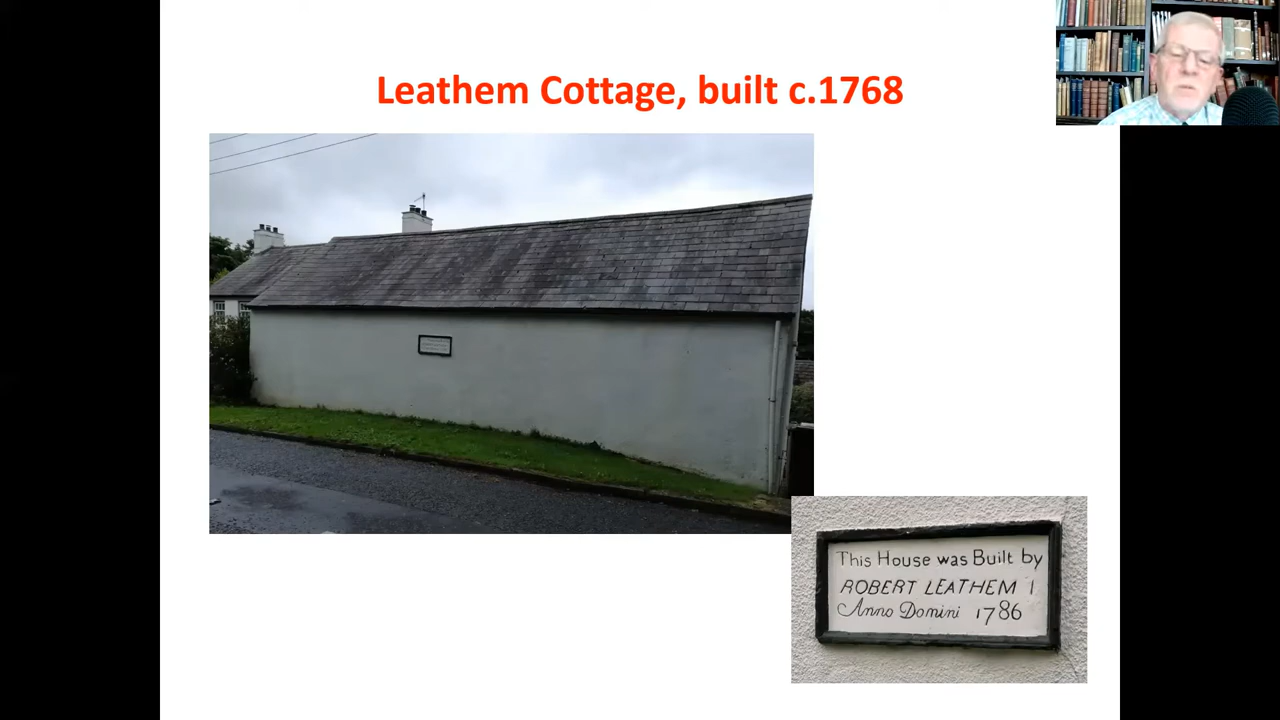 Leathem Cottage, built c.1768
This House was Built by
ROBERT LEATHEM I
Anno Domini 1786